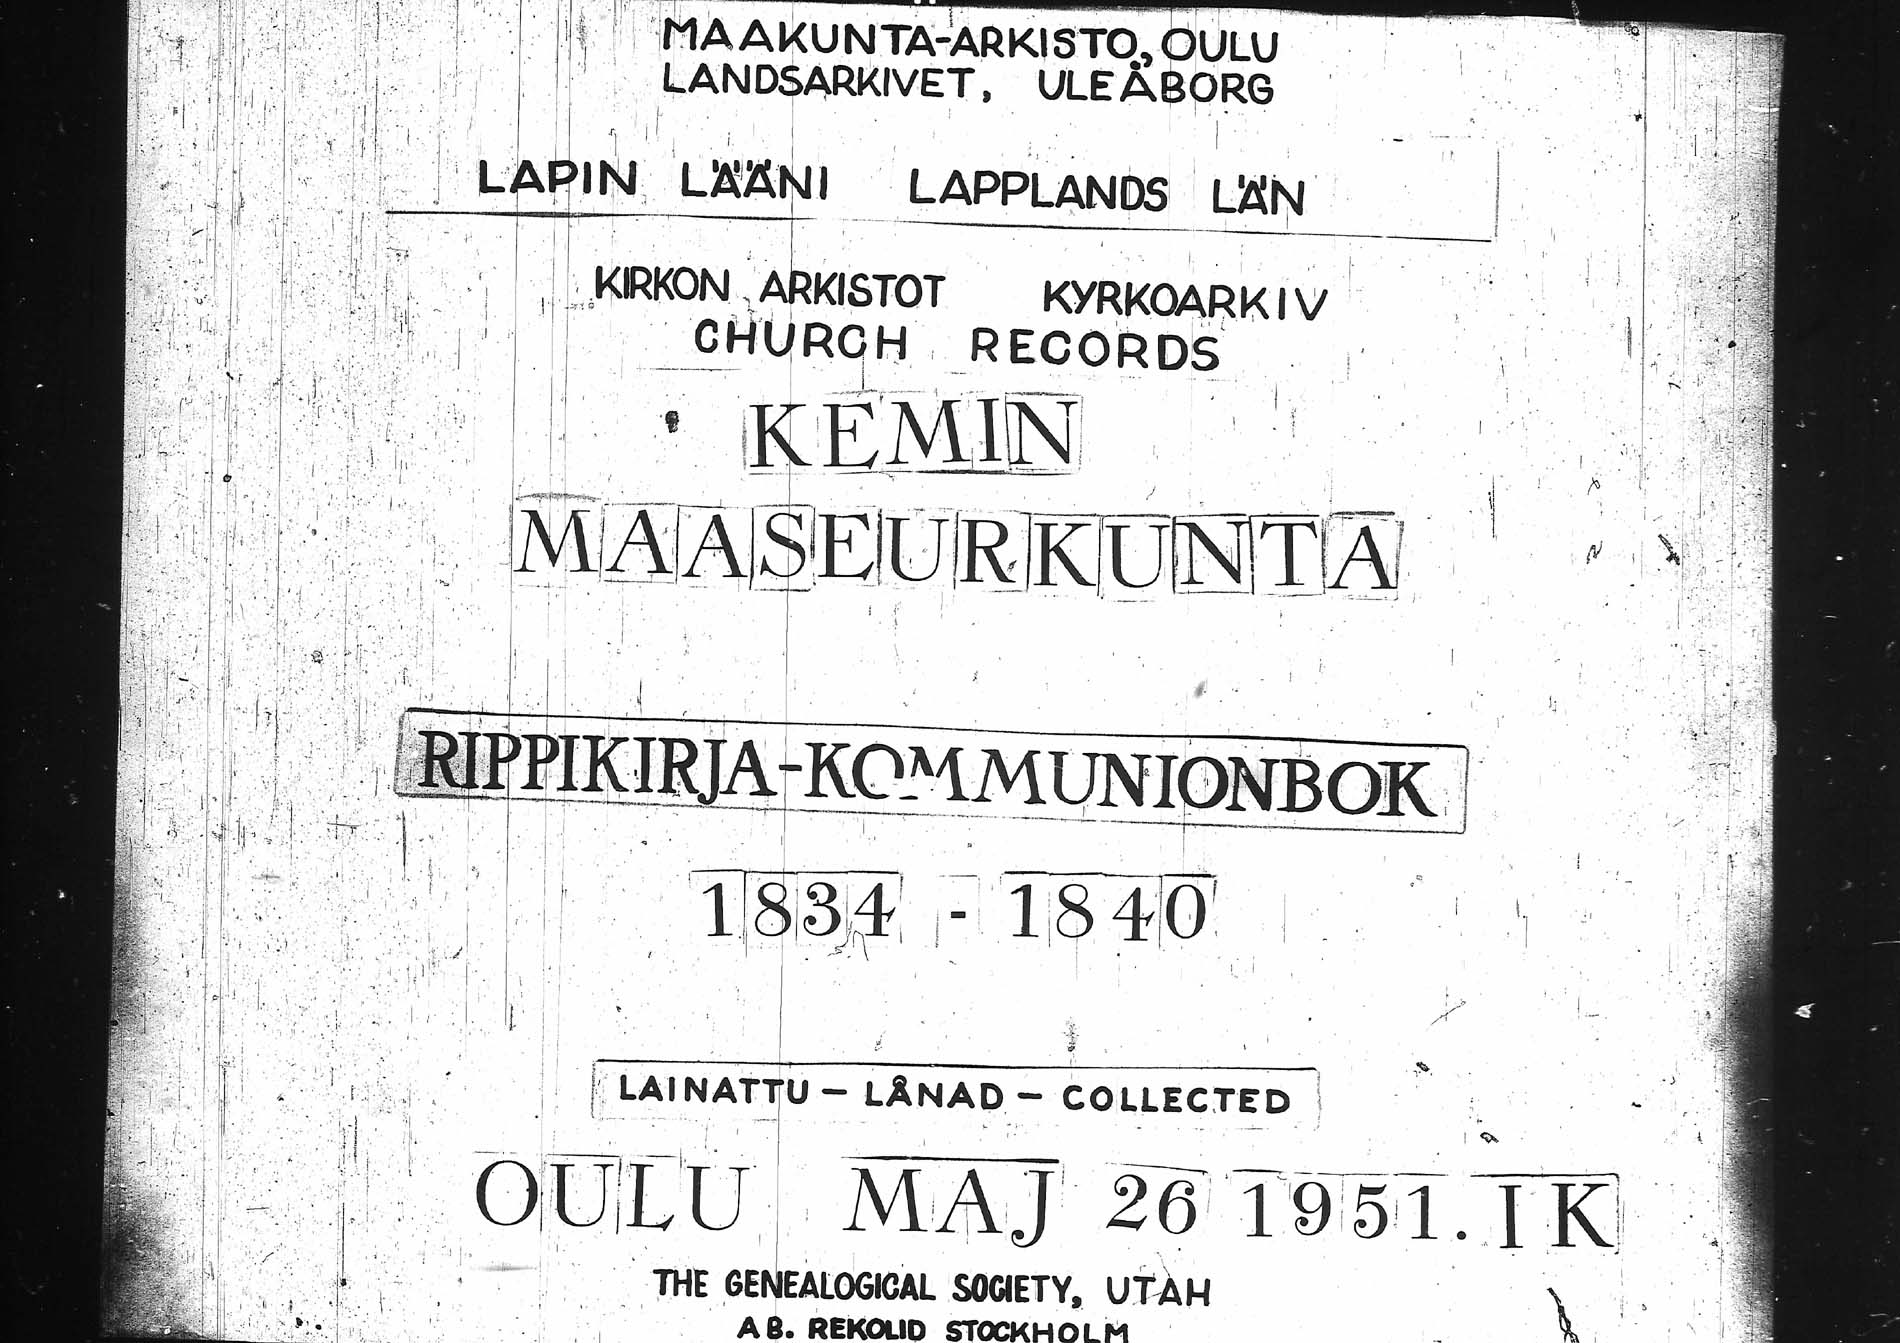 MAAKUNTA-ARKISTO, OULU
LANDSARKIVET, ULEÅBORG
LAPIN LÄÄNI LAPPLANDS LÄN
KIRKON ARKISTOT KYRKOARKIV
CHURCH RECORDS
KEMIN
MAASEURKUNTA
RIPPIKIRJA-KOMMUNIONBOK
1834 - 1840
LAINATTU - LÅNAD - COLLECTED
OULU MAJ 26 1951. IK
THE GENEALOGICAL SOCIETY, UTAH
AB. REKOLID STOCKHOLM